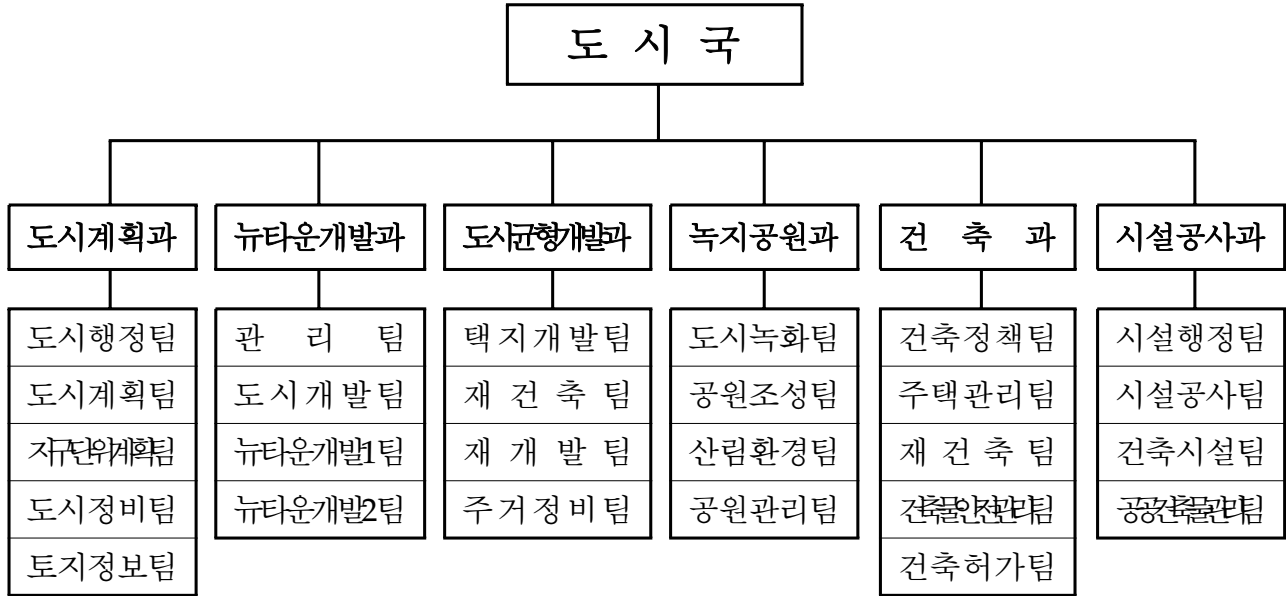 도 시 국
도시계획과 뉴타운개발과 도시균형개발과 녹지공원과 건 축 과 시설공사과
도시행정팀 관 리 팀 택지개발팀 도시녹화팀 건축정책팀 시설행정팀
도시계획팀 도시개발팀 재 건 축 팀 공원조성팀 주택관리팀 시설공사팀
지구단위계획팀 뉴타운개발1팀 재 개 발 팀 산림환경팀 재 건 축 팀 건축시설팀
도시정비팀 뉴타운개발2팀 주거정비팀 공원관리팀 건축물안전관리팀 공공건축물관리팀
토지정보팀 건축허가팀